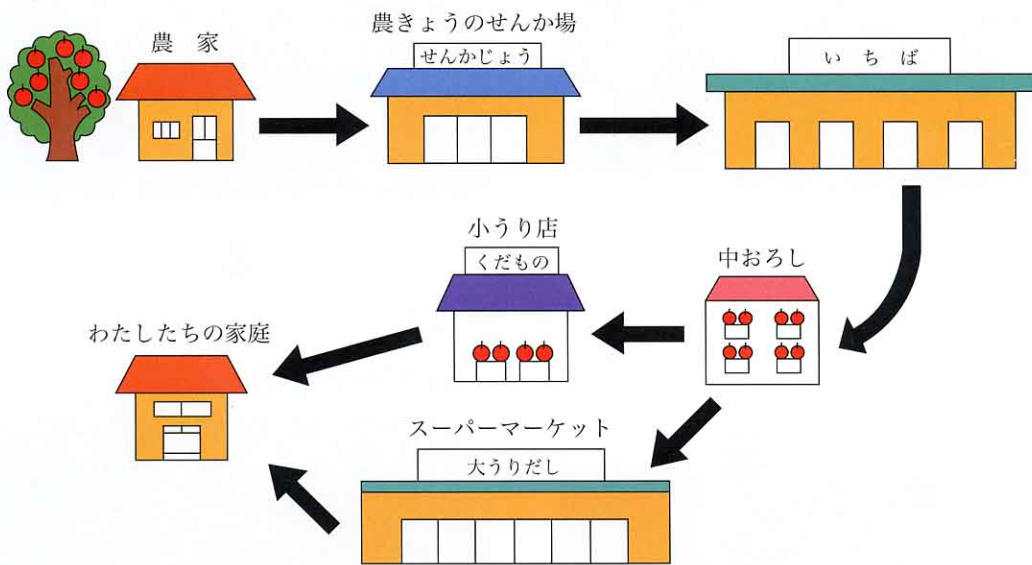 農家
農きょうのせんか場
せんかじょう
いちば
小うり店
くだもの
中おろし
わたしたちの家庭
スーパーマーケット
大うりだし